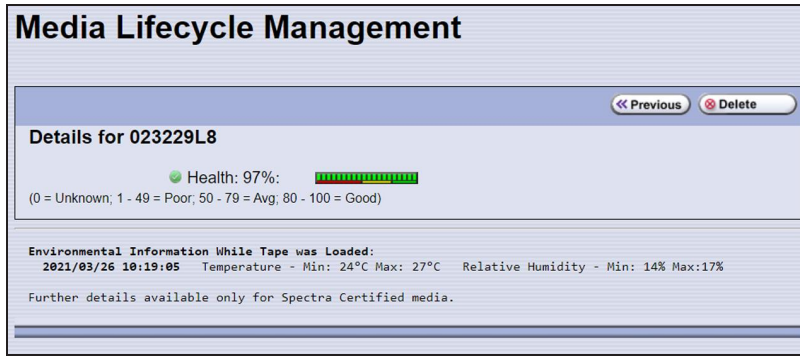 Media Lifecycle Management
Previous Delete
Details for 023229L8
Health: 97%:
(0 = Unknown; 1 - 49 = Poor; 50 - 79 = Avg; 80 - 100 = Good)
Environmental Information While Tape was Loaded:
2021/03/26 10:19:05 Temperature - Min: 24°C Max: 27°C Relative Humidity - Min: 14% Max:17%
Further details available only for Spectra Certified media.